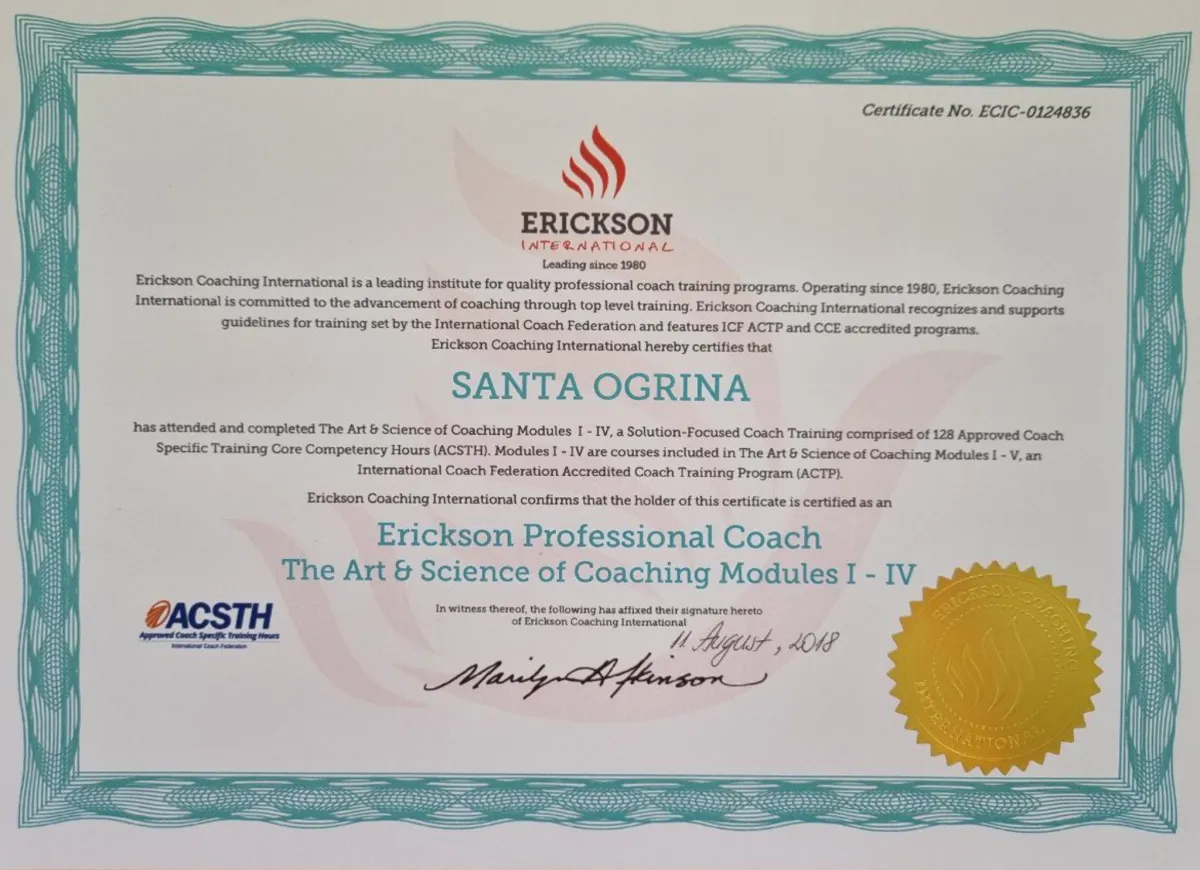 Certificate No. ECIC-0124836
ERICKSON
INTERNATIONAL
Leading since 1980
Erickson Coaching International is a leading institute for quality professional coach training programs. Operating since 1980, Erickson Coaching
International is committed to the advancement of coaching through top level training. Erickson Coaching International recognizes and supports
guidelines for training set by the International Coach Federation and features ICF ACTP and CCE accredited programs.
Erickson Coaching International hereby certifies that
SANTA OGRINA
has attended and completed The Art & Science of Coaching Modules I - IV, a Solution-Focused Coach Training comprised of 128 Approved Coach
Specific Training Core Competency Hours (ACSTH). Modules I - IV are courses included in The Art & Science of Coaching Modules I - V, an
International Coach Federation Accredited Coach Training Program (ACTP).
Erickson Coaching International confirms that the holder of this certificate is certified as an
Erickson Professional Coach
The Art & Science of Coaching Modules I - IV
In witness thereof, the following has affixed their signature hereto
of Erickson Coaching International
11 August, 2018
Marilyn Atkinson
ACSTH
Approved Coach Specific Training Hours
International Coach Federation
ERICKSON COACHING
INTERNATIONAL